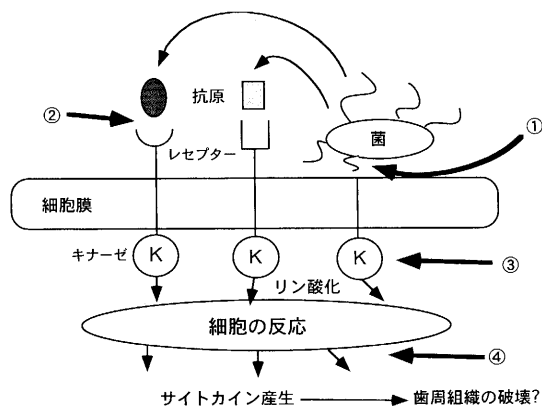 抗原
②
菌
①
レセプター
細胞膜
キナーゼ
K
K
K
③
リン酸化
細胞の反応
④
サイトカイン産生
歯周組織の破壊?